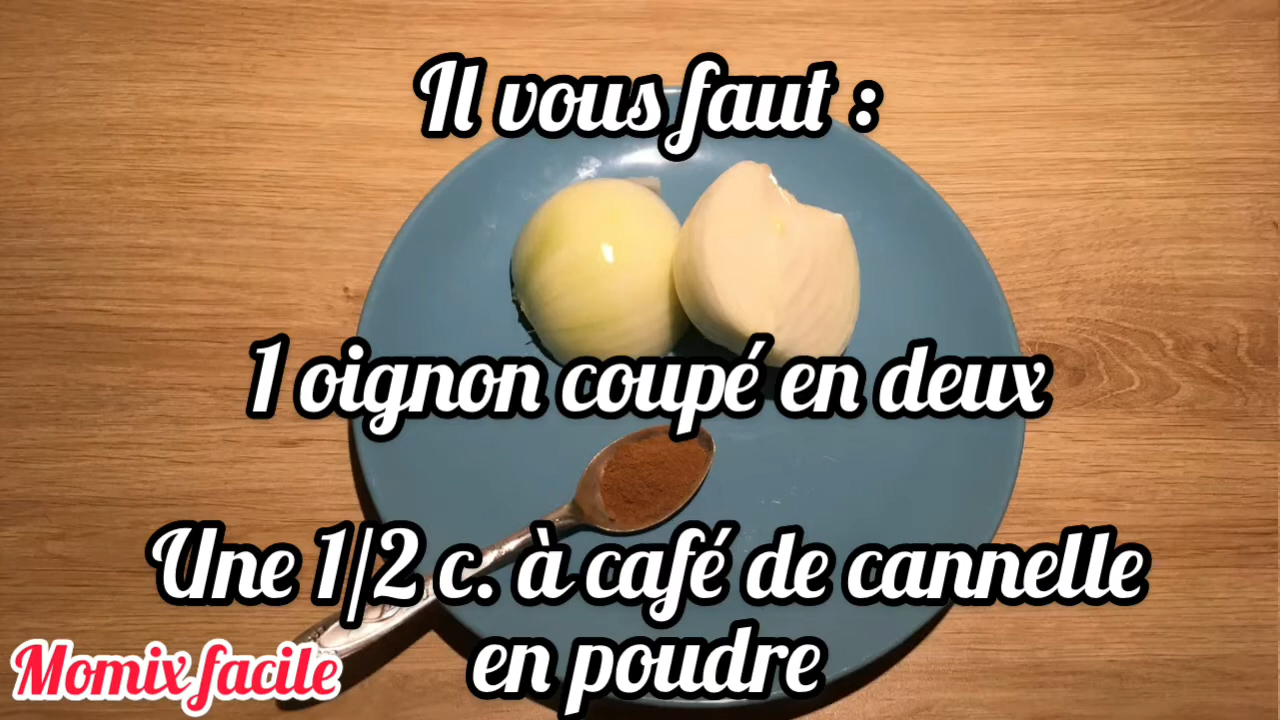 Il vous faut :
1 oignon coupé en deux
Une 1/2 c. à café de cannelle
en poudre
Momix facile